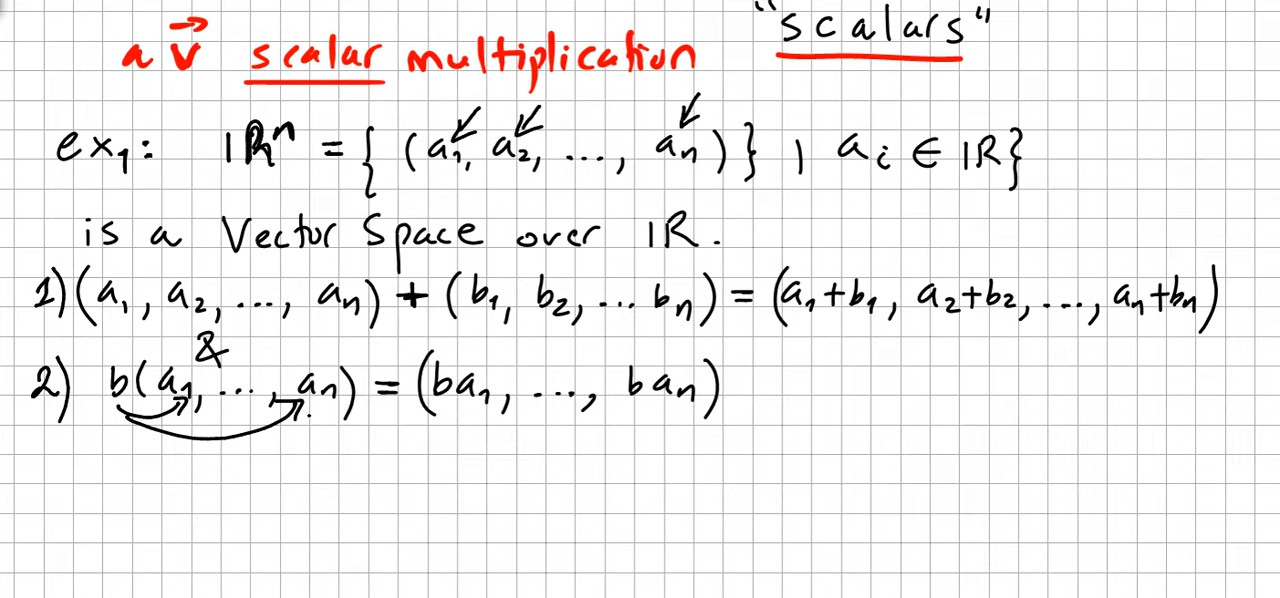 a v⃗ scalar multiplication "scalars"
ex₁: ℝⁿ = { (a₁, a₂, ..., aₙ) } | aᵢ ∈ ℝ}
is a Vector Space over ℝ.
1) (a₁, a₂, ..., aₙ) + (b₁, b₂, ... bₙ) = (a₁+b₁, a₂+b₂, ..., aₙ+bₙ)
&
2) b(a₁, ..., aₙ) = (ba₁, ..., baₙ)